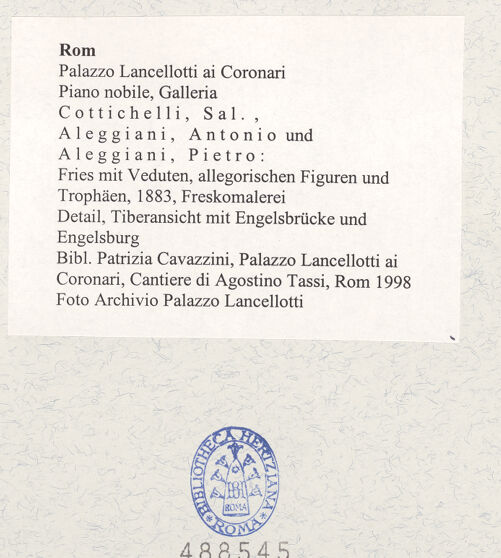 Rom
Palazzo Lancellotti ai Coronari
Piano nobile, Galleria
Cottichelli, Sal.,
Aleggiani, Antonio und
Aleggiani, Pietro:
Fries mit Veduten, allegorischen Figuren und
Trophäen, 1883, Freskomalerei
Detail, Tiberansicht mit Engelsbrücke und
Engelsburg
Bibl. Patrizia Cavazzini, Palazzo Lancellotti ai
Coronari, Cantiere di Agostino Tassi, Rom 1998
Foto Archivio Palazzo Lancellotti
BIBLIOTHECA HERTZIANA
BH
ROMA
ROMA
488545